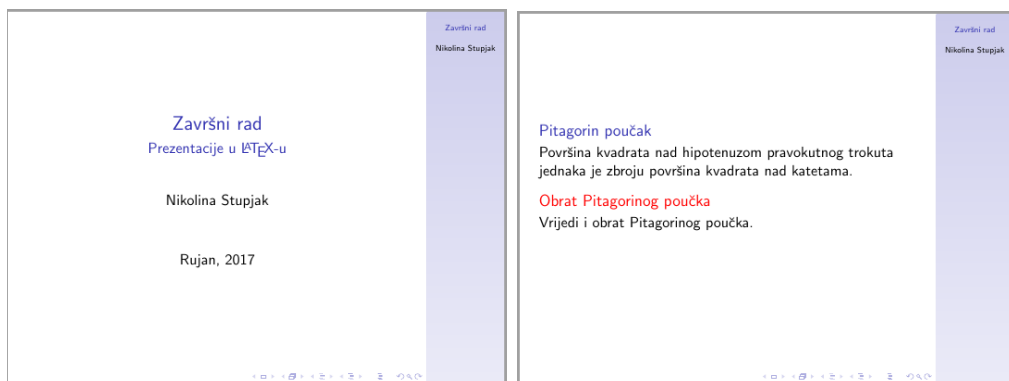 Završni rad
Nikolina Stupjak
Završni rad
Prezentacije u LATEX-u
Nikolina Stupjak
Rujan, 2017
Završni rad
Nikolina Stupjak
Pitagorin poučak
Površina kvadrata nad hipotenuzom pravokutnog trokuta
jednaka je zbroju površina kvadrata nad katetama.
Obrat Pitagorinog poučka
Vrijedi i obrat Pitagorinog poučka.